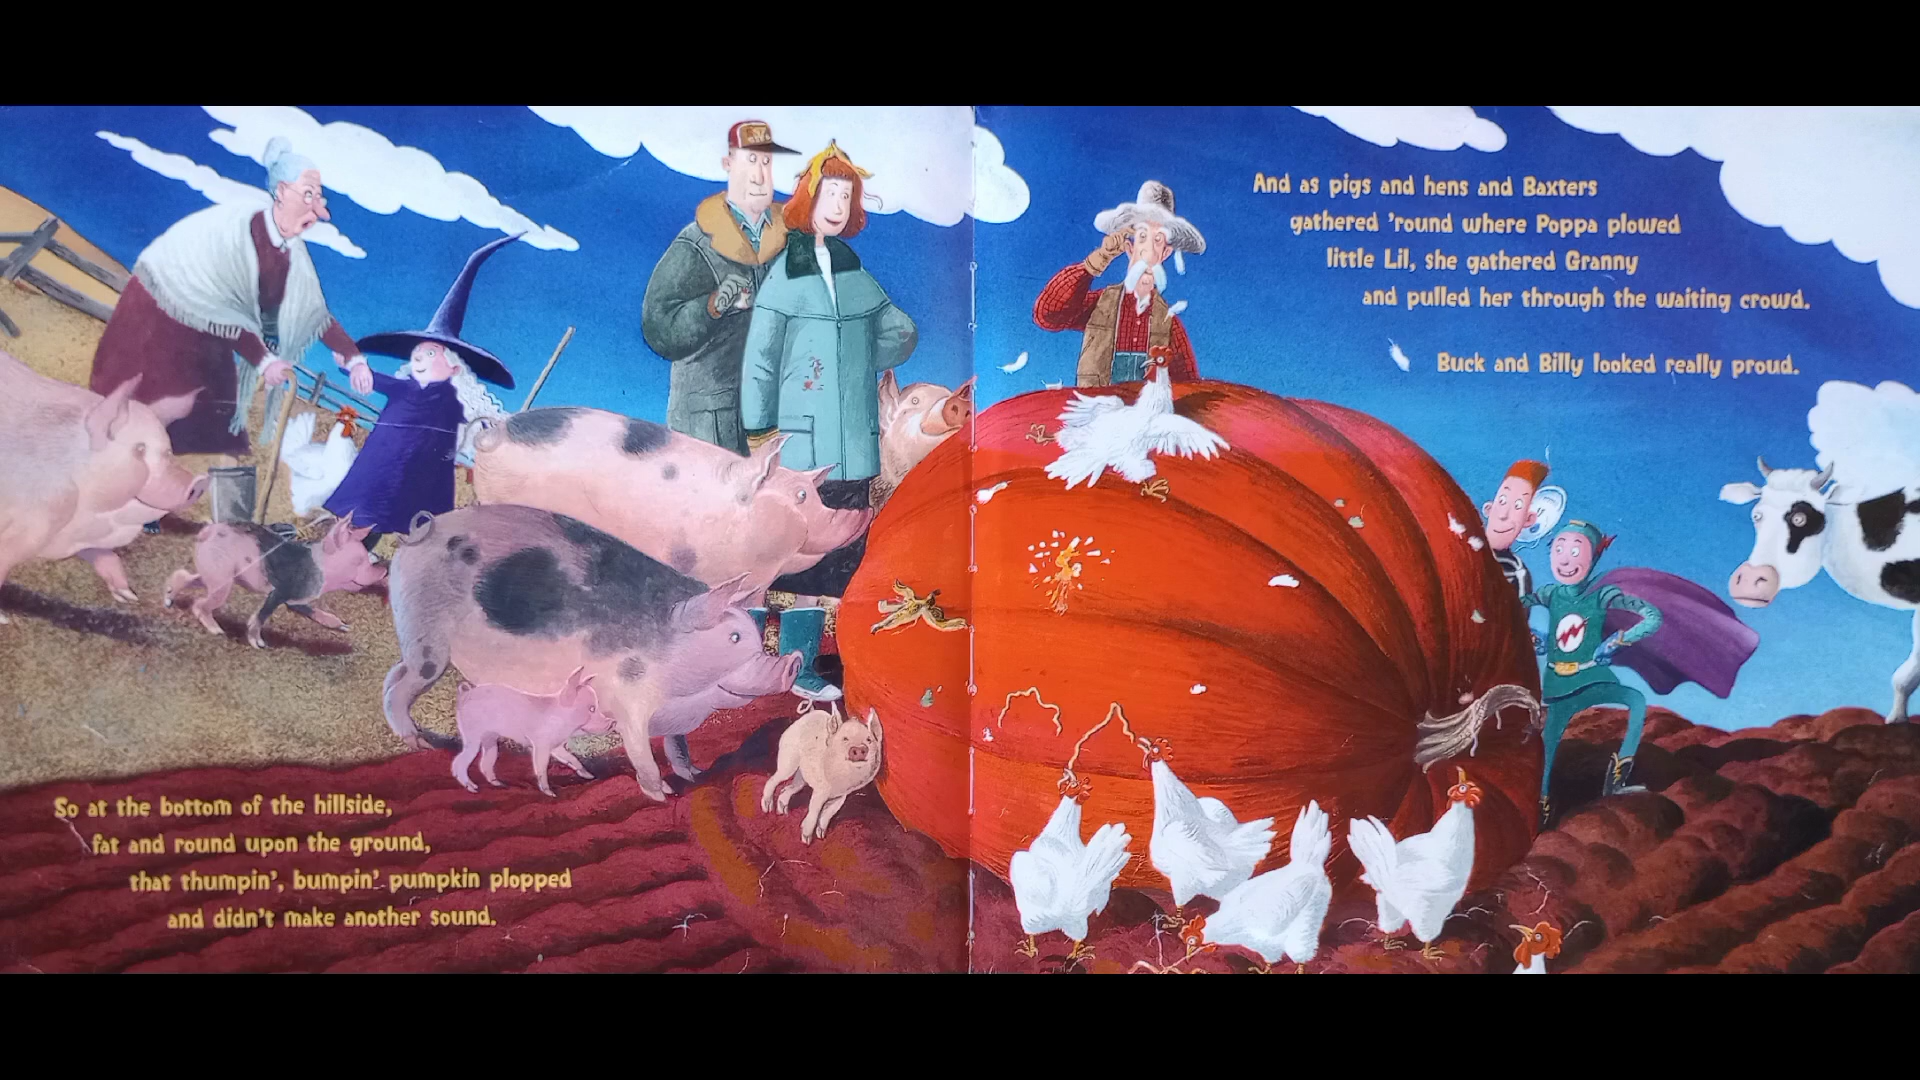 So at the bottom of the hillside,
fat and round upon the ground,
that thumpin', bumpin' pumpkin plopped
and didn't make another sound.
And as pigs and hens and Baxters
gathered 'round where Poppa plowed
little Lil, she gathered Granny
and pulled her through the waiting crowd.
Buck and Billy looked really proud.